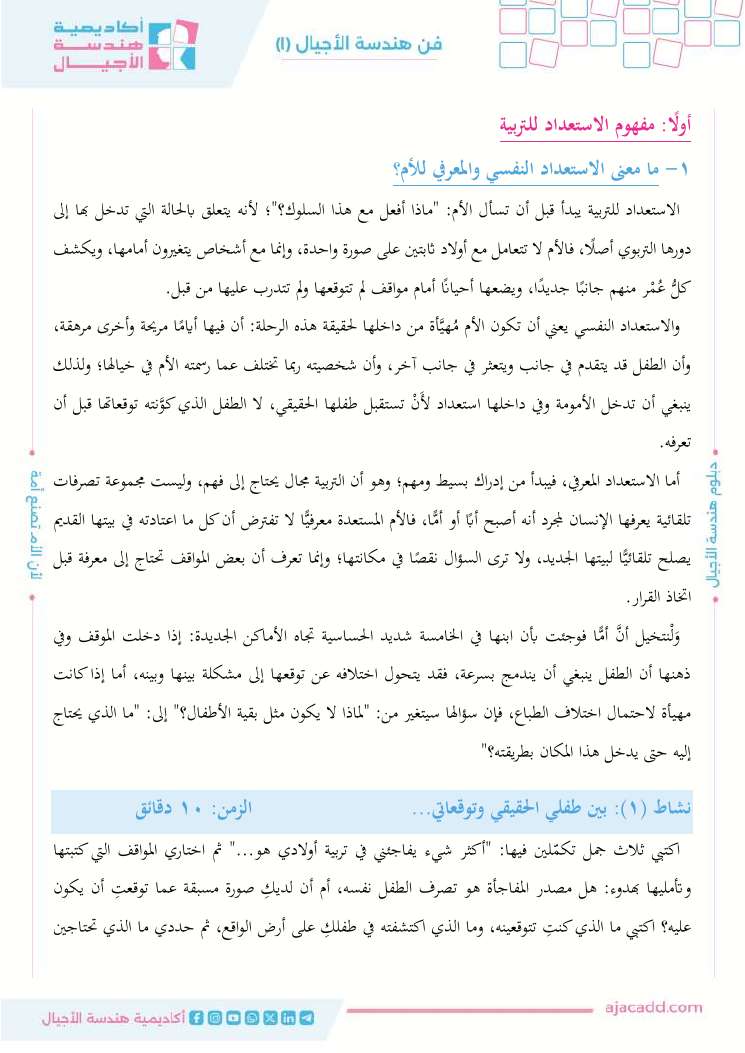 أكاديمية
هندسة
الأجيال
فن هندسة الأجيال (١)
أولًا: مفهوم الاستعداد للتربية
١- ما معنى الاستعداد النفسي والمعرفي للأم؟
الاستعداد للتربية يبدأ قبل أن تسأل الأم: "ماذا أفعل مع هذا السلوك؟"؛ لأنه يتعلق بالحالة التي تدخل بها إلى
دورها التربوي أصلًا، فالأم لا تتعامل مع أولاد ثابتين على صورة واحدة، وإنما مع أشخاص يتغيرون أمامها، ويكشف
كلُّ عُمْر منهم جانبًا جديدًا، ويضعها أحيانًا أمام مواقف لم تتوقعها ولم تتدرب عليها من قبل.
والاستعداد النفسي يعني أن تكون الأم مُهيَّأة من داخلها لحقيقة هذه الرحلة: أن فيها أيامًا مريحة وأخرى مرهقة،
وأن الطفل قد يتقدم في جانب ويتعثر في جانب آخر، وأن شخصيته ربما تختلف عما رسمته الأم في خيالها؛ ولذلك
ينبغي أن تدخل الأمومة وفي داخلها استعداد لأَنْ تستقبل طفلها الحقيقي، لا الطفل الذي كوَّنته توقعاتها قبل أن
تعرفه.
أما الاستعداد المعرفي، فيبدأ من إدراك بسيط ومهم؛ وهو أن التربية مجال يحتاج إلى فهم، وليست مجموعة تصرفات
تلقائية يعرفها الإنسان لمجرد أنه أصبح أبًا أو أمًّا، فالأم المستعدة معرفيًّا لا تفترض أن كل ما اعتادته في بيتها القديم
يصلح تلقائيًّا لبيتها الجديد، ولا ترى السؤال نقصًا في مكانتها؛ وإنما تعرف أن بعض المواقف تحتاج إلى معرفة قبل
اتخاذ القرار.
وَلْنتخيل أنَّ أمًّا فوجئت بأن ابنها في الخامسة شديد الحساسية تجاه الأماكن الجديدة: إذا دخلت الموقف وفي
ذهنها أن الطفل ينبغي أن يندمج بسرعة، فقد يتحول اختلافه عن توقعها إلى مشكلة بينها وبينه، أما إذا كانت
مهيأة لاحتمال اختلاف الطباع، فإن سؤالها سيتغير من: "لماذا لا يكون مثل بقية الأطفال؟" إلى: "ما الذي يحتاج
إليه حتى يدخل هذا المكان بطريقته؟"
نشاط (١): بين طفلي الحقيقي وتوقعاتي... الزمن: ١٠ دقائق
اكتبي ثلاث جمل تكمّلين فيها: "أكثر شيء يفاجئني في تربية أولادي هو..." ثم اختاري المواقف التي كتبتها
وتأمليها بهدوء: هل مصدر المفاجأة هو تصرف الطفل نفسه، أم أن لديكِ صورة مسبقة عما توقعتِ أن يكون
عليه؟ اكتبي ما الذي كنتِ تتوقعينه، وما الذي اكتشفته في طفلكِ على أرض الواقع، ثم حددي ما الذي تحتاجين
دبلوم هندسة الأجيال
لأن الأم تصنع أمة
أكاديمية هندسة الأجيال
ajacadd.com